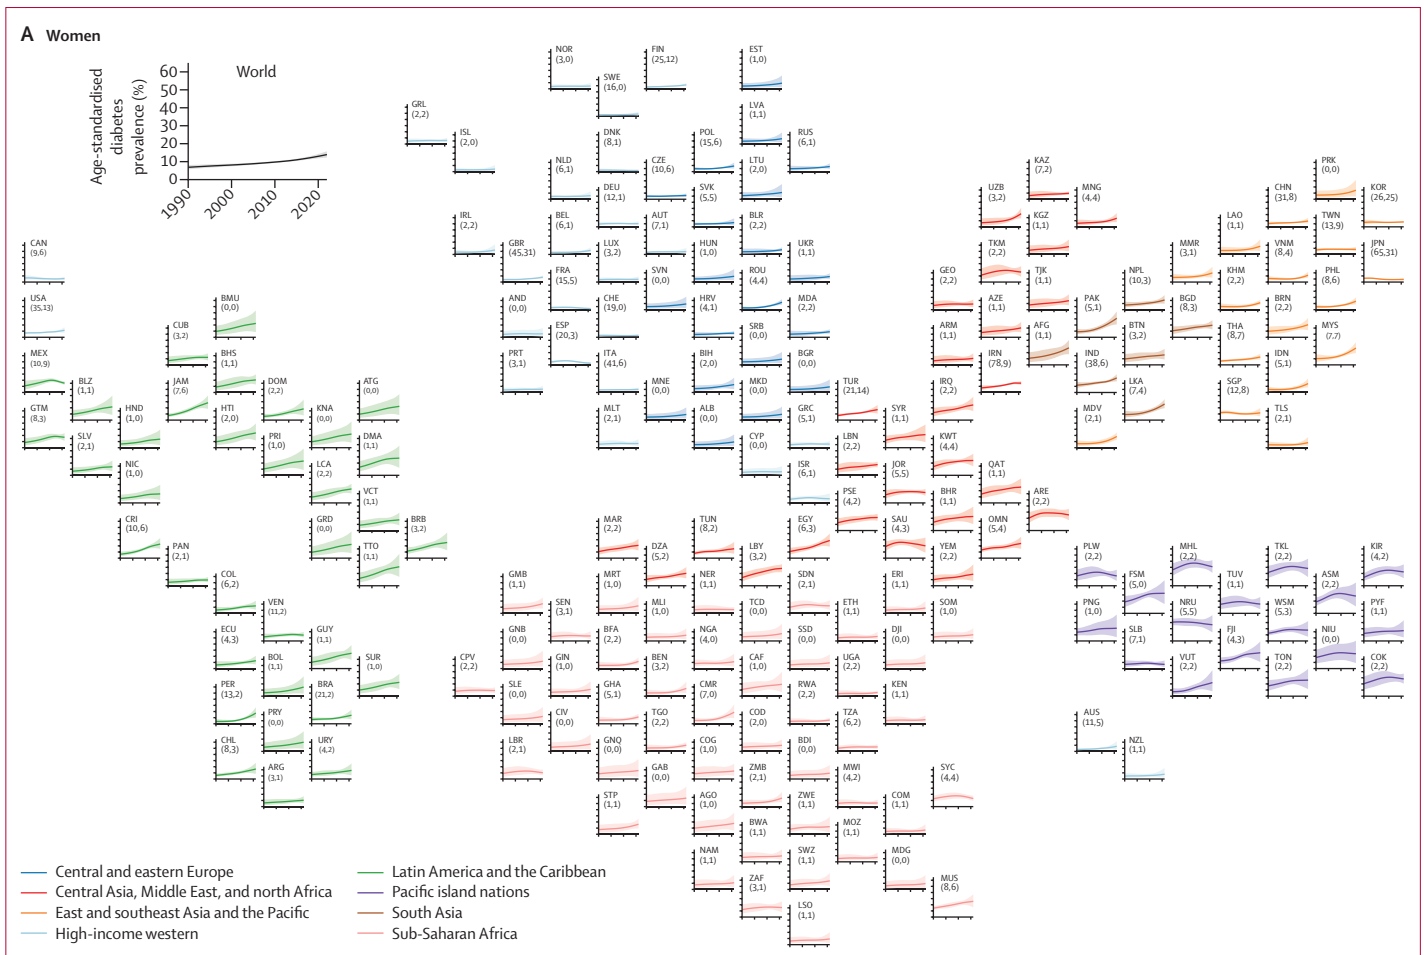 A Women
Age-standardised
diabetes
prevalence (%)
World
60
50
40
30
20
10
0
1990
2000
2010
2020
NOR
(3,0)
FIN
(25,12)
EST
(1,0)
SWE
(16,0)
GRL
(2,2)
LVA
(1,1)
ISL
(2,0)
DNK
(8,1)
POL
(15,6)
RUS
(6,1)
NLD
(6,1)
CZE
(10,6)
LTU
(2,0)
KAZ
(7,2)
PRK
(0,0)
DEU
(12,1)
SVK
(5,5)
UZB
(3,2)
MNG
(4,4)
CHN
(31,8)
KOR
(26,25)
IRL
(2,2)
BEL
(6,1)
AUT
(7,1)
BLR
(2,2)
KGZ
(1,1)
LAO
(1,1)
TWN
(13,9)
CAN
(9,6)
GBR
(45,31)
LUX
(3,2)
HUN
(1,0)
UKR
(1,1)
TKM
(2,2)
MMR
(3,1)
VNM
(8,4)
JPN
(65,31)
FRA
(15,5)
SVN
(0,0)
ROU
(4,4)
GEO
(2,2)
TJK
(1,1)
NPL
(10,3)
KHM
(2,2)
PHL
(8,6)
USA
(35,13)
BMU
(0,0)
AND
(0,0)
CHE
(19,0)
HRV
(4,1)
MDA
(2,2)
AZE
(1,1)
PAK
(5,1)
BGD
(8,3)
BRN
(2,2)
CUB
(3,2)
ESP
(20,3)
SRB
(0,0)
ARM
(1,1)
AFG
(1,1)
BTN
(3,2)
THA
(8,7)
MYS
(7,7)
MEX
(10,9)
BHS
(1,1)
PRT
(3,1)
ITA
(41,6)
BIH
(2,0)
BGR
(0,0)
IRN
(78,9)
IND
(38,6)
IDN
(5,1)
BLZ
(1,1)
JAM
(7,6)
DOM
(2,2)
ATG
(0,0)
MNE
(0,0)
MKD
(0,0)
TUR
(21,14)
IRQ
(2,2)
LKA
(7,4)
SGP
(12,8)
GTM
(8,3)
HND
(1,0)
HTI
(2,0)
KNA
(0,0)
MLT
(2,1)
ALB
(0,0)
GRC
(5,1)
SYR
(1,1)
MDV
(2,1)
TLS
(2,1)
SLV
(2,1)
PRI
(1,0)
DMA
(1,1)
CYP
(0,0)
LBN
(2,2)
KWT
(4,4)
NIC
(1,0)
LCA
(2,2)
ISR
(6,1)
JOR
(5,5)
QAT
(1,1)
VCT
(1,1)
PSE
(4,2)
BHR
(1,1)
ARE
(2,2)
CRI
(10,6)
GRD
(0,0)
BRB
(3,2)
MAR
(2,2)
TUN
(8,2)
EGY
(6,3)
SAU
(4,3)
OMN
(5,4)
PAN
(2,1)
TTO
(1,1)
DZA
(5,2)
LBY
(3,2)
YEM
(2,2)
PLW
(2,2)
MHL
(2,2)
TKL
(2,2)
KIR
(4,2)
COL
(6,2)
GMB
(1,1)
MRT
(1,0)
NER
(1,1)
SDN
(2,1)
ERI
(1,1)
FSM
(5,0)
TUV
(1,1)
ASM
(2,2)
VEN
(11,2)
SEN
(3,1)
MLI
(1,0)
TCD
(0,0)
ETH
(1,1)
SOM
(1,0)
PNG
(1,0)
NRU
(5,5)
WSM
(5,3)
PYF
(1,1)
ECU
(4,3)
GUY
(1,1)
GNB
(0,0)
BFA
(2,2)
NGA
(4,0)
SSD
(0,0)
DJI
(0,0)
SLB
(7,1)
FJI
(4,3)
NIU
(0,0)
BOL
(1,1)
SUR
(1,0)
CPV
(2,2)
GIN
(1,0)
BEN
(3,2)
CAF
(1,0)
UGA
(2,2)
VUT
(2,2)
TON
(2,2)
COK
(2,2)
PER
(13,2)
BRA
(21,2)
SLE
(0,0)
GHA
(5,1)
CMR
(7,0)
RWA
(2,2)
KEN
(1,1)
PRY
(0,0)
CIV
(0,0)
TGO
(2,2)
COD
(2,0)
TZA
(6,2)
AUS
(11,5)
CHL
(8,3)
URY
(4,2)
LBR
(2,1)
GNQ
(0,0)
COG
(1,0)
BDI
(0,0)
NZL
(1,1)
ARG
(3,1)
GAB
(0,0)
ZMB
(2,1)
MWI
(4,2)
SYC
(4,4)
STP
(1,1)
AGO
(1,0)
ZWE
(1,1)
COM
(1,1)
BWA
(1,1)
MOZ
(1,1)
NAM
(1,1)
SWZ
(1,1)
MDG
(0,0)
ZAF
(3,1)
MUS
(8,6)
LSO
(1,1)
Central and eastern Europe
Central Asia, Middle East, and north Africa
East and southeast Asia and the Pacific
High-income western
Latin America and the Caribbean
Pacific island nations
South Asia
Sub-Saharan Africa